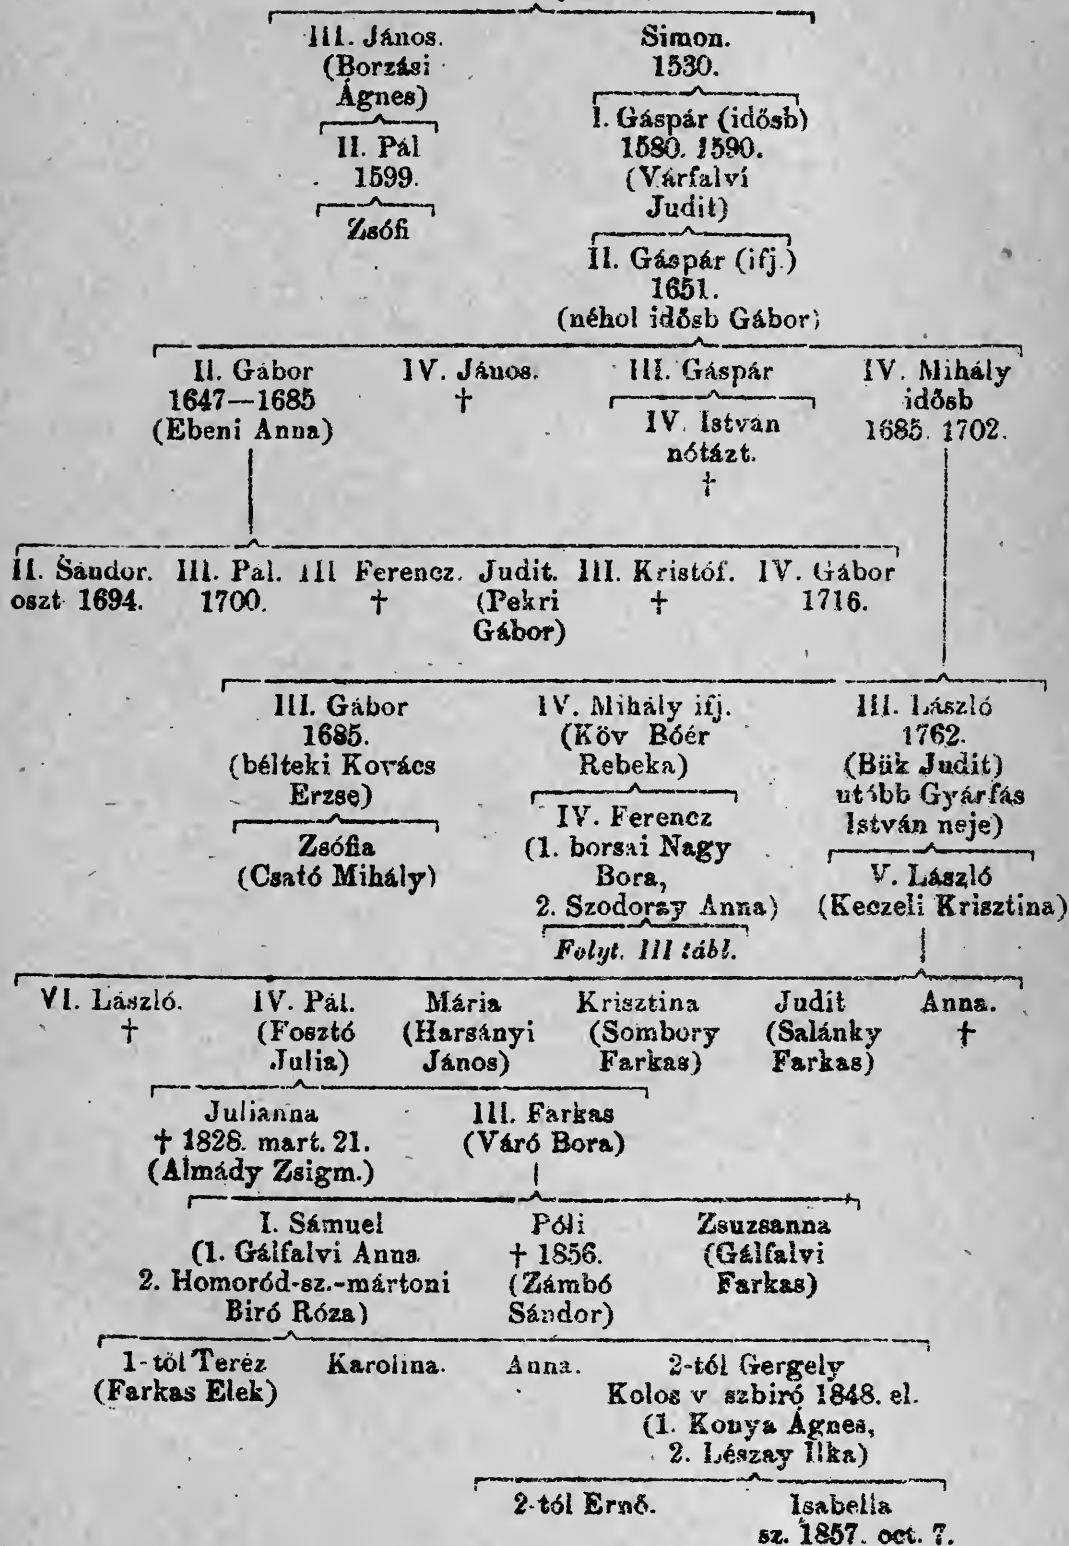 III. János. Simon.
(Borzási 1530.
Ágnes) I. Gáspár (idősb)
II. Pál 1580. 1590.
1599. (Várfalvi
Zsófi Judit)
II. Gáspár (ifj.)
1651.
(néhol idősb Gábor)
II. Gábor IV. János. III. Gáspár IV. Mihály
1647—1685 † IV. István idősb
(Ebeni Anna) nótázt. 1685. 1702.
†
II. Sándor. III. Pál. III Ferencz. Judit. III. Kristóf. IV. Gábor
oszt 1694. 1700. † (Pekri † 1716.
Gábor)
III. Gábor IV. Mihály ifj. III. László
1685. (Köv Bóér 1762.
(bélteki Kovács Rebeka) (Bük Judit)
Erzse) IV. Ferencz utóbb Gyárfás
Zsófia (1. borsai Nagy István neje)
(Csató Mihály) Bora, V. László
2. Szodoray Anna) (Keczeli Krisztina)
Folyt. III tábl.
VI. László. IV. Pál. Mária Krisztina Judit Anna.
† (Fosztó (Harsányi (Sombory (Salánky †
Julia) János) Farkas) Farkas)
Julianna III. Farkas
† 1828. mart. 21. (Váró Bora)
(Almády Zsigm.)
I. Sámuel Póli Zsuzsanna
(1. Gálfalvi Anna † 1856. (Gálfalvi
2. Homoród-sz.-mártoni (Zámbó Farkas)
Biró Róza) Sándor)
1-től Teréz Karolina. Anna. 2-tól Gergely
(Farkas Elek) Kolos v szbiró 1848. el.
(1. Konya Ágnes,
2. Lészay Ilka)
2-tól Ernő. Isabella
sz. 1857. oct. 7.